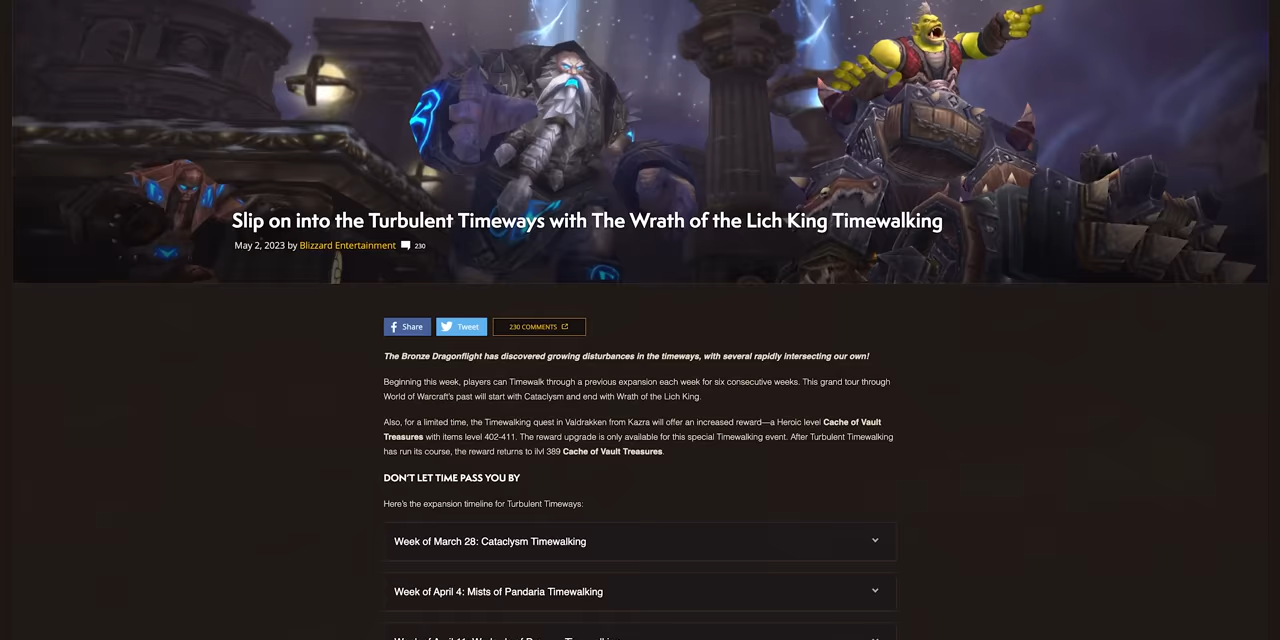 Slip on into the Turbulent Timeways with The Wrath of the Lich King Timewalking
May 2, 2023 by Blizzard Entertainment 230
Share Tweet 230 COMMENTS
The Bronze Dragonflight has discovered growing disturbances in the timeways, with several rapidly intersecting our own!
Beginning this week, players can Timewalk through a previous expansion each week for six consecutive weeks. This grand tour through
World of Warcraft's past will start with Cataclysm and end with Wrath of the Lich King.
Also, for a limited time, the Timewalking quest in Valdrakken from Kazra will offer an increased reward—a Heroic level Cache of Vault
Treasures with items level 402-411. The reward upgrade is only available for this special Timewalking event. After Turbulent Timewalking
has run its course, the reward returns to ilvl 389 Cache of Vault Treasures.
DON'T LET TIME PASS YOU BY
Here's the expansion timeline for Turbulent Timeways:
Week of March 28: Cataclysm Timewalking
Week of April 4: Mists of Pandaria Timewalking